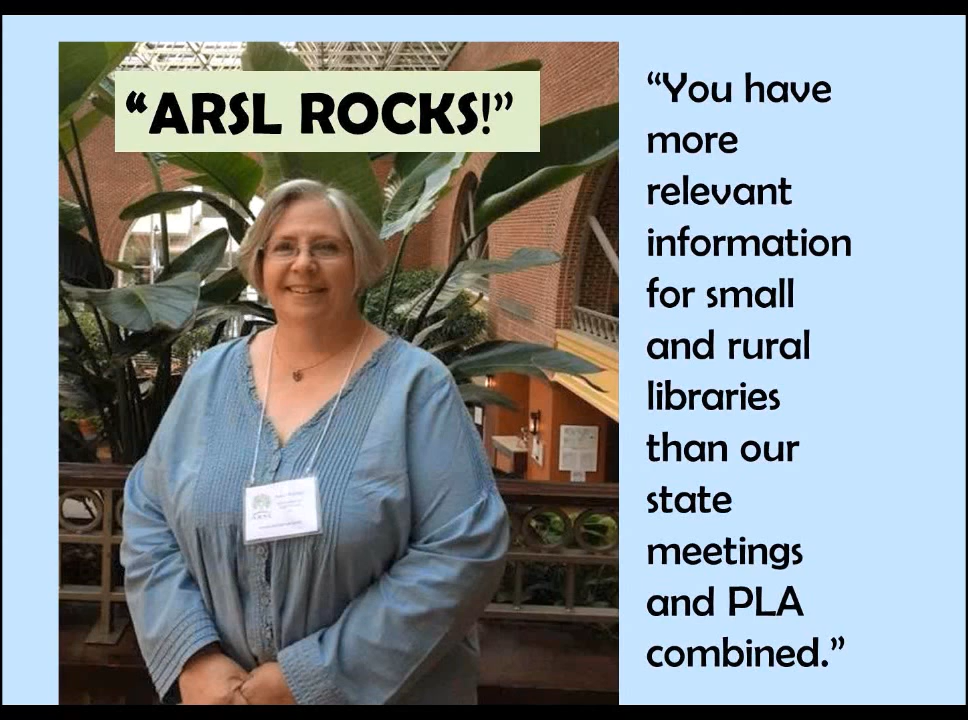 “ARSL ROCKS!”
“You have
more
relevant
information
for small
and rural
libraries
than our
state
meetings
and PLA
combined.”
ARSL